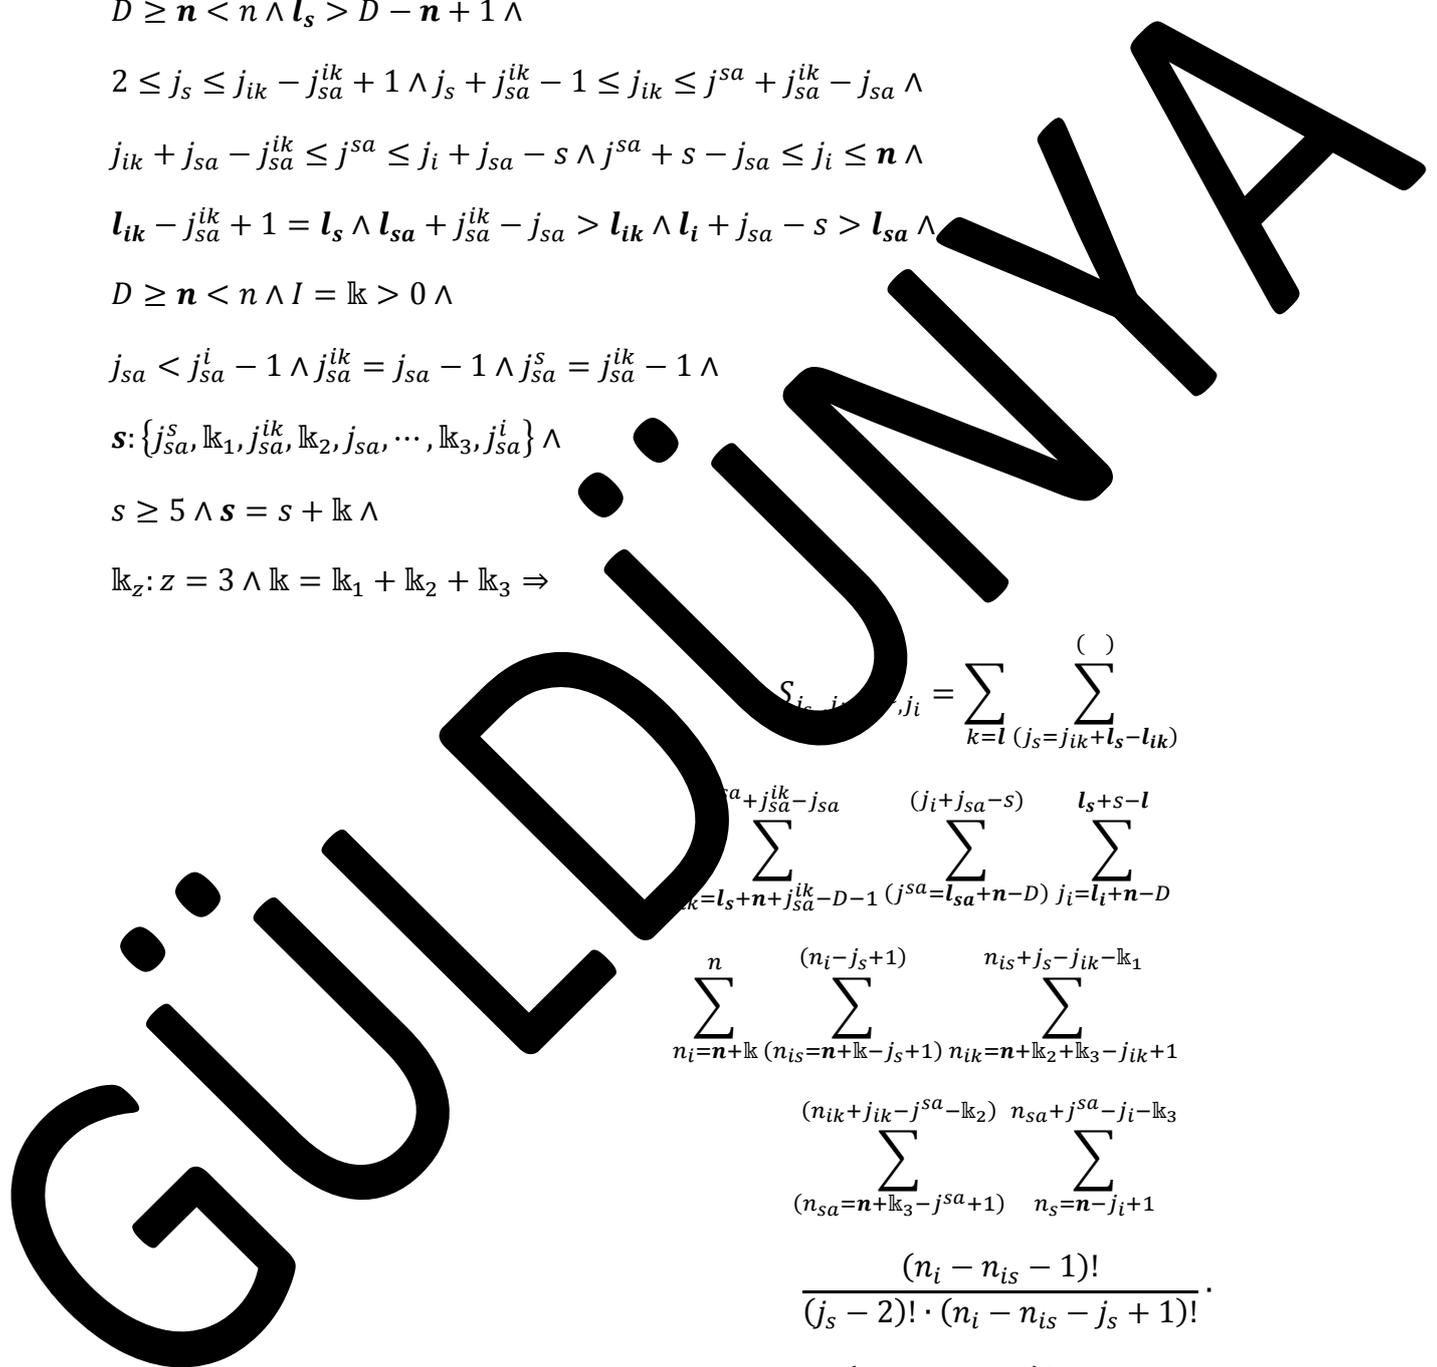 D ≥ 𝒏 < n ∧ 𝒍ₛ > D − 𝒏 + 1 ∧
2 ≤ j_s ≤ j_{ik} − j_{sa}^{ik} + 1 ∧ j_s + j_{sa}^{ik} − 1 ≤ j_{ik} ≤ j^{sa} + j_{sa}^{ik} − j_{sa} ∧
j_{ik} + j_{sa} − j_{sa}^{ik} ≤ j^{sa} ≤ j_i + j_{sa} − s ∧ j^{sa} + s − j_{sa} ≤ j_i ≤ 𝒏 ∧
𝒍_{ik} − j_{sa}^{ik} + 1 = 𝒍_s ∧ 𝒍_{sa} + j_{sa}^{ik} − j_{sa} > 𝒍_{ik} ∧ 𝒍_i + j_{sa} − s > 𝒍_{sa} ∧
D ≥ 𝒏 < n ∧ I = 𝕜 > 0 ∧
j_{sa} < j_{sa}^{i} − 1 ∧ j_{sa}^{ik} = j_{sa} − 1 ∧ j_{sa}^{s} = j_{sa}^{ik} − 1 ∧
𝒔: {j_{sa}^{s}, 𝕜_1, j_{sa}^{ik}, 𝕜_2, j_{sa}, ⋯, 𝕜_3, j_{sa}^{i}} ∧
s ≥ 5 ∧ 𝒔 = s + 𝕜 ∧
𝕜_z: z = 3 ∧ 𝕜 = 𝕜_1 + 𝕜_2 + 𝕜_3 ⇒
( )
,j_i = ∑ ∑
k=𝒍 (j_s=j_{ik}+𝒍_s−𝒍_{ik})
+j_{sa}^{ik}−j_{sa} (j_i+j_{sa}−s) 𝒍_s+s−𝒍
∑ ∑ ∑
=𝒍_s+𝒏+j_{sa}^{ik}−D−1 (j^{sa}=𝒍_{sa}+𝒏−D) j_i=𝒍_i+𝒏−D
n (n_i−j_s+1) n_{is}+j_s−j_{ik}−𝕜_1
∑ ∑ ∑
n_i=𝒏+𝕜 (n_{is}=𝒏+𝕜−j_s+1) n_{ik}=𝒏+𝕜_2+𝕜_3−j_{ik}+1
(n_{ik}+j_{ik}−j^{sa}−𝕜_2) n_{sa}+j^{sa}−j_i−𝕜_3
∑ ∑
(n_{sa}=𝒏+𝕜_3−j^{sa}+1) n_s=𝒏−j_i+1
(n_i − n_{is} − 1)!
(j_s − 2)! · (n_i − n_{is} − j_s + 1)! ·
GÜLDÜNYA